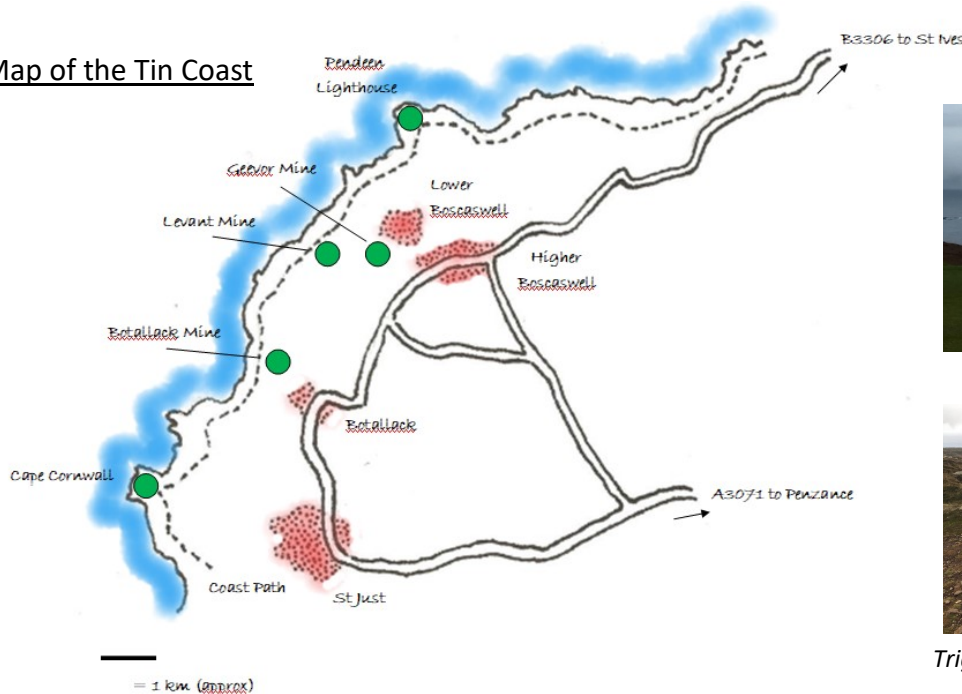 Map of the Tin Coast
B3306 to St Ives
Pendeen
Lighthouse
Geevor Mine
Lower
Boscaswell
Levant Mine
Higher
Boscaswell
Botallack Mine
Botallack
Cape Cornwall
A3071 to Penzance
Coast Path
St Just
= 1 km (approx)